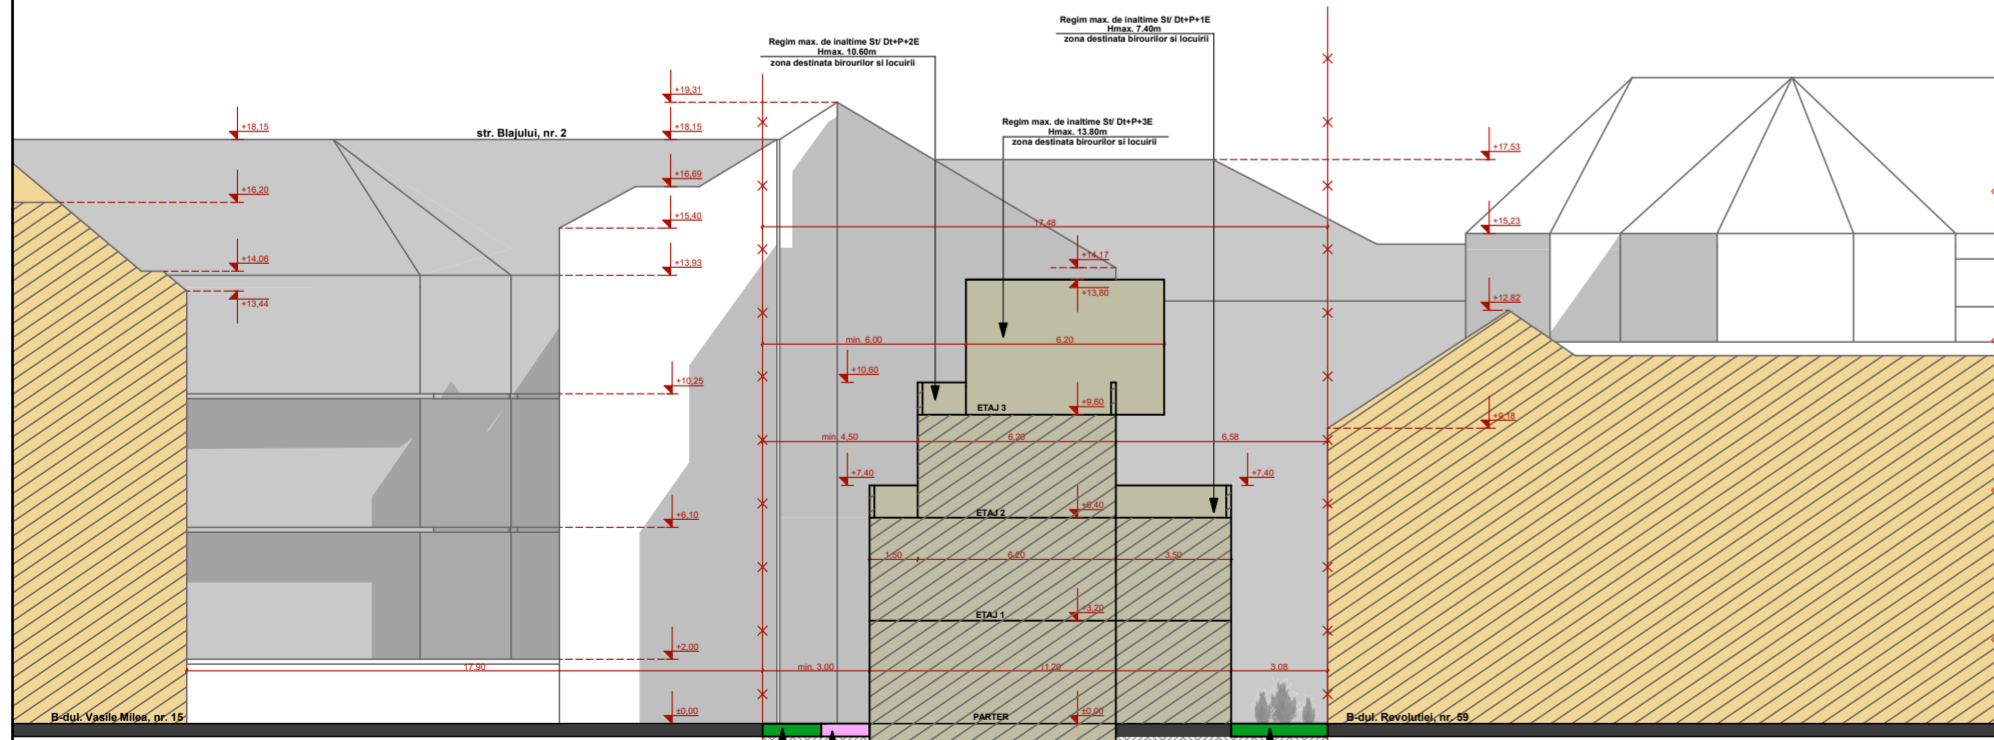 Regim max. de inaltime St/ Dt+P+1E
Hmax. 7.40m
zona destinata birourilor si locuirii
Regim max. de inaltime St/ Dt+P+2E
Hmax. 10.60m
zona destinata birourilor si locuirii
Regim max. de inaltime St/ Dt+P+3E
Hmax. 13.80m
zona destinata birourilor si locuirii
str. Blajului, nr. 2
+19,31
+18,15
+18,15
+17,53
+16,69
+16,20
+15,40
+15,23
17,48
+14,06
+14,17
+13,93
+13,80
+13,44
+12,82
min. 6,00
6,20
+10,60
+10,25
ETAJ 3
+9,60
+9,18
min. 4,50
6,20
6,58
+7,40
+7,40
+6,40
ETAJ 2
+6,10
1,50
6,20
3,50
ETAJ 1
+3,20
+2,00
17,90
min. 3,00
11,20
3,08
B-dul. Vasile Milea, nr. 15
±0,00
PARTER
±0,00
B-dul. Revolutiei, nr. 59